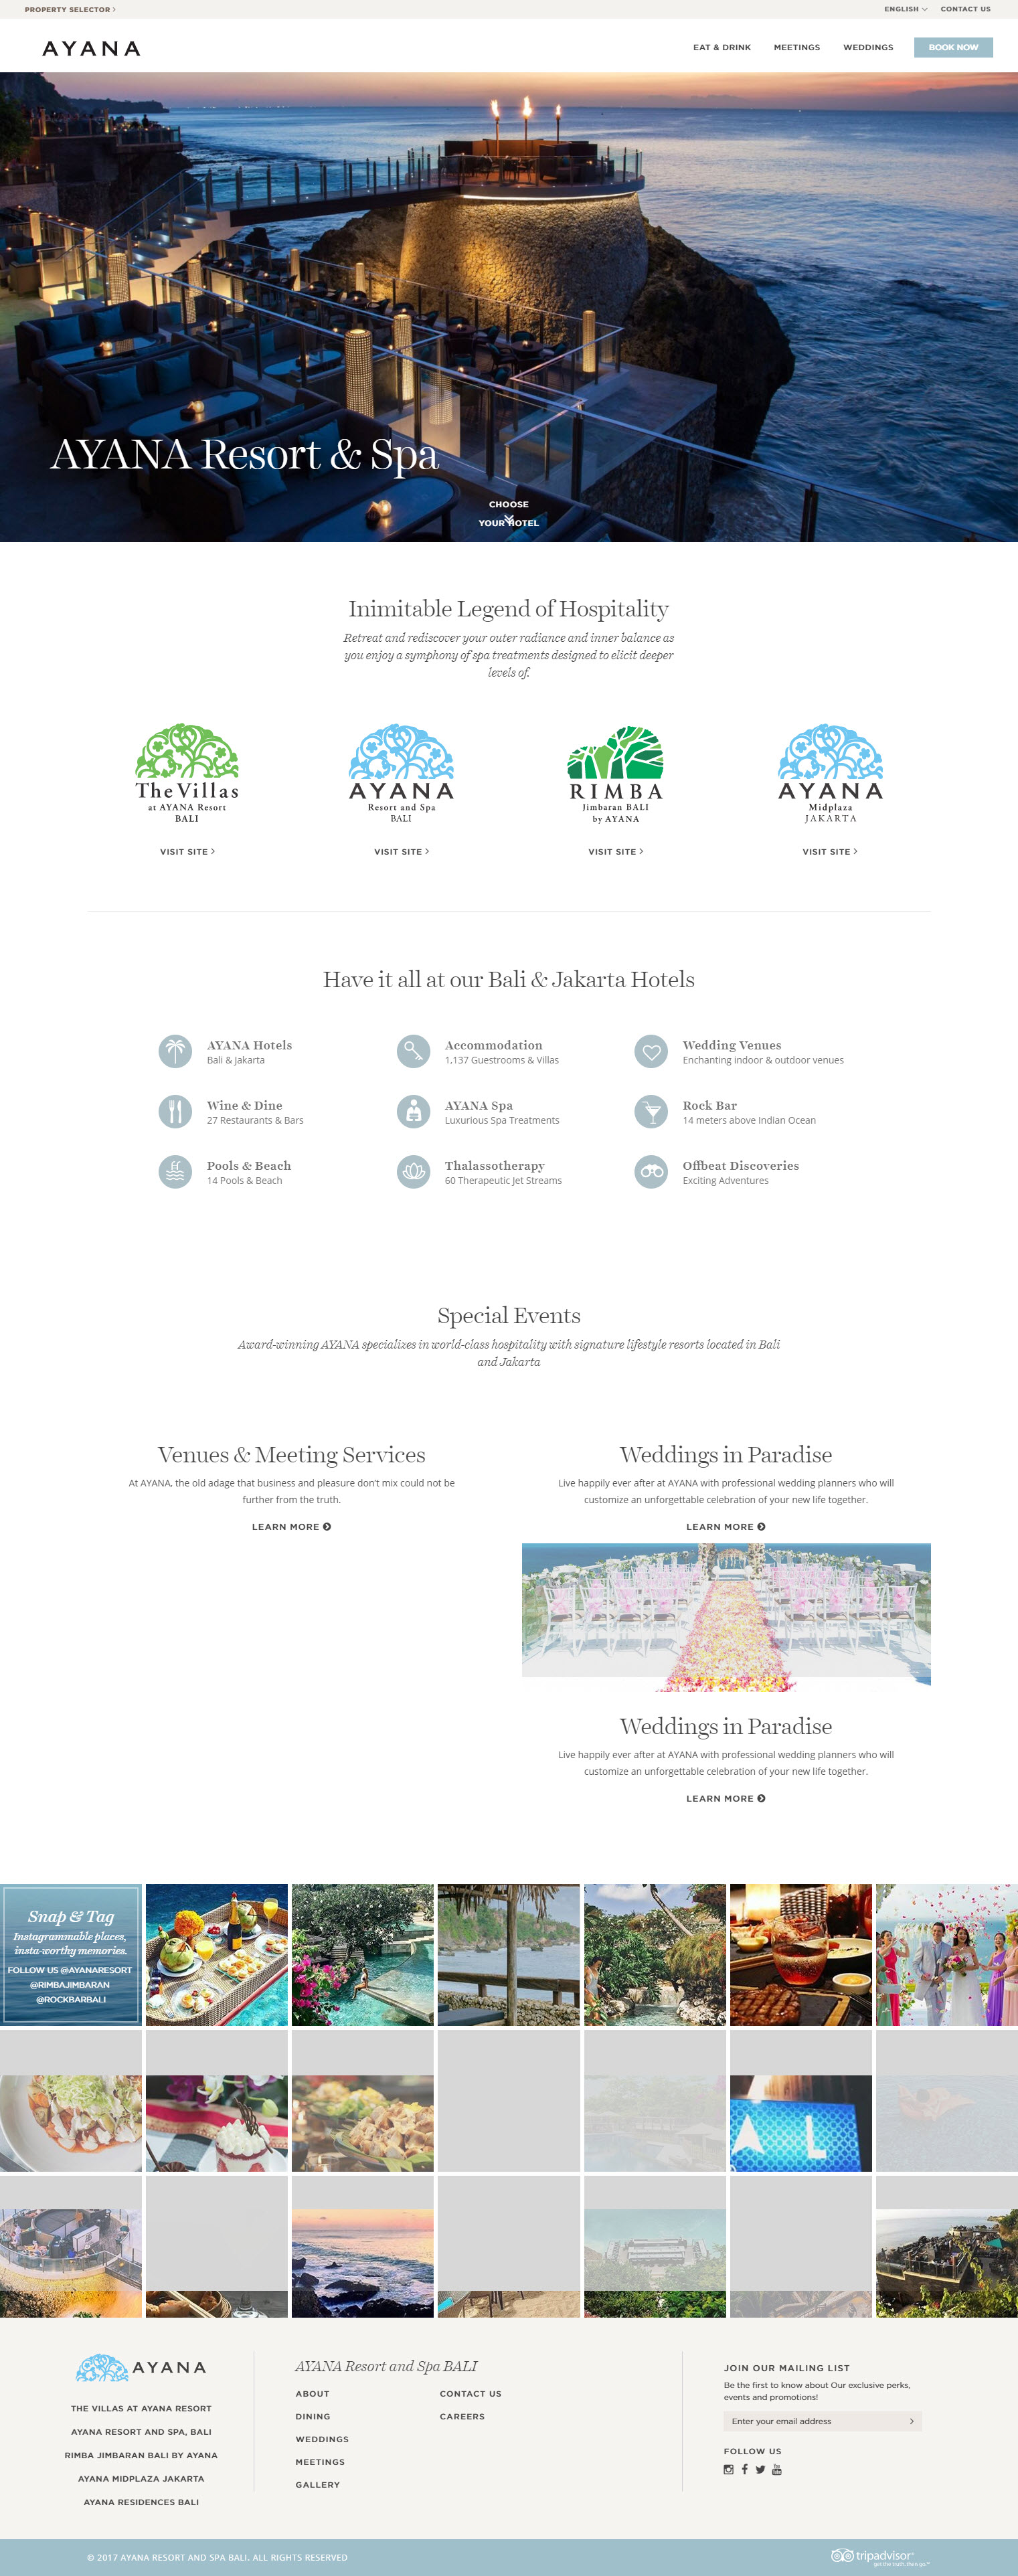 PROPERTY SELECTOR
ENGLISH
CONTACT US
AYANA
EAT & DRINK
MEETINGS
WEDDINGS
BOOK NOW
AYANA Resort & Spa
CHOOSE
YOUR HOTEL
Inimitable Legend of Hospitality
Retreat and rediscover your outer radiance and inner balance as
you enjoy a symphony of spa treatments designed to elicit deeper
levels of.
The Villas
at AYANA Resort
BALI
VISIT SITE
AYANA
Resort and Spa
BALI
VISIT SITE
RIMBA
Jimbaran BALI
by AYANA
VISIT SITE
AYANA
Midplaza
JAKARTA
VISIT SITE
Have it all at our Bali & Jakarta Hotels
AYANA Hotels
Bali & Jakarta
Accommodation
1,137 Guestrooms & Villas
Wedding Venues
Enchanting indoor & outdoor venues
Wine & Dine
27 Restaurants & Bars
AYANA Spa
Luxurious Spa Treatments
Rock Bar
14 meters above Indian Ocean
Pools & Beach
14 Pools & Beach
Thalassotherapy
60 Therapeutic Jet Streams
Offbeat Discoveries
Exciting Adventures
Special Events
Award-winning AYANA specializes in world-class hospitality with signature lifestyle resorts located in Bali
and Jakarta
Venues & Meeting Services
At AYANA, the old adage that business and pleasure don't mix could not be
further from the truth.
LEARN MORE
Weddings in Paradise
Live happily ever after at AYANA with professional wedding planners who will
customize an unforgettable celebration of your new life together.
LEARN MORE
Weddings in Paradise
Live happily ever after at AYANA with professional wedding planners who will
customize an unforgettable celebration of your new life together.
LEARN MORE
Snap & Tag
Instagrammable places,
insta-worthy memories.
FOLLOW US @AYANARESORT
@RIMBAJIMBARAN
@ROCKBARBALI
A L
AYANA
THE VILLAS AT AYANA RESORT
AYANA RESORT AND SPA, BALI
RIMBA JIMBARAN BALI BY AYANA
AYANA MIDPLAZA JAKARTA
AYANA RESIDENCES BALI
AYANA Resort and Spa BALI
ABOUT
DINING
WEDDINGS
MEETINGS
GALLERY
CONTACT US
CAREERS
JOIN OUR MAILING LIST
Be the first to know about Our exclusive perks,
events and promotions!
Enter your email address
FOLLOW US
© 2017 AYANA RESORT AND SPA BALI. ALL RIGHTS RESERVED
tripadvisor®
get the truth. then go.™